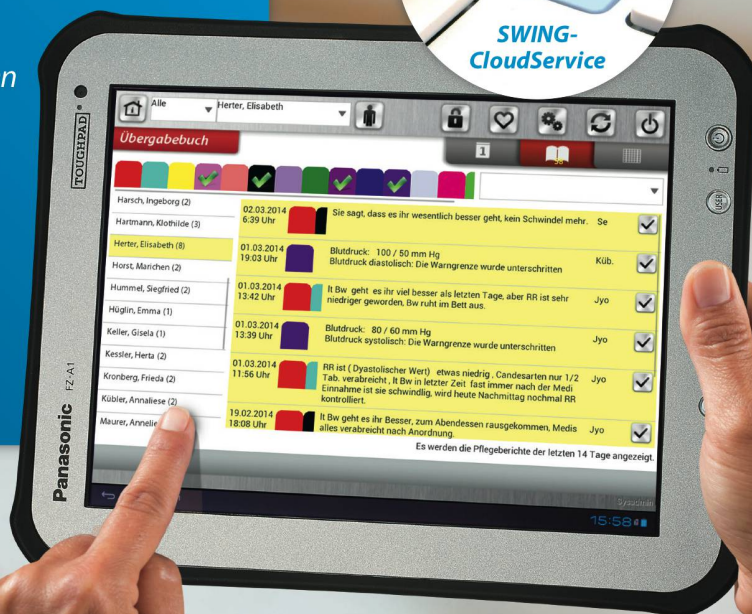 n
SWING-
CloudService
TOUGHPAD
Panasonic FZ-A1
USER
Alle
Herter, Elisabeth
Übergabebuch
1
Harsch, Ingeborg (2)
Hartmann, Klothilde (3)
Herter, Elisabeth (8)
Horst, Marichen (2)
Hummel, Siegfried (2)
Hüglin, Emma (1)
Keller, Gisela (1)
Kessler, Herta (2)
Kronberg, Frieda (2)
Kübler, Annaliese (2)
Maurer, Annelie
02.03.2014 Sie sagt, dass es ihr wesentlich besser geht, kein Schwindel mehr. Se
6:39 Uhr
01.03.2014 Blutdruck: 100 / 50 mm Hg Küb.
19:03 Uhr Blutdruck diastolisch: Die Warngrenze wurde unterschritten
01.03.2014 lt Bw geht es ihr viel besser als letzten Tage, aber RR ist sehr Jyo
13:42 Uhr niedriger geworden, Bw ruht im Bett aus.
01.03.2014 Blutdruck: 80 / 60 mm Hg Jyo
13:39 Uhr Blutdruck systolisch: Die Warngrenze wurde unterschritten
01.03.2014 RR ist ( Dyastolischer Wert) etwas niedrig , Candesarten nur 1/2 Jyo
11:56 Uhr Tab. verabreicht , lt Bw in letzter Zeit fast immer nach der Medi
Einnahme ist sie schwindlig, wird heute Nachmittag nochmal RR
kontrolliert.
19.02.2014 lt Bw geht es ihr Besser, zum Abendessen rausgekommen, Medis Jyo
18:08 Uhr alles verabreicht nach Anordnung.
Es werden die Pflegeberichte der letzten 14 Tage angezeigt.
Sysadmin
15:58